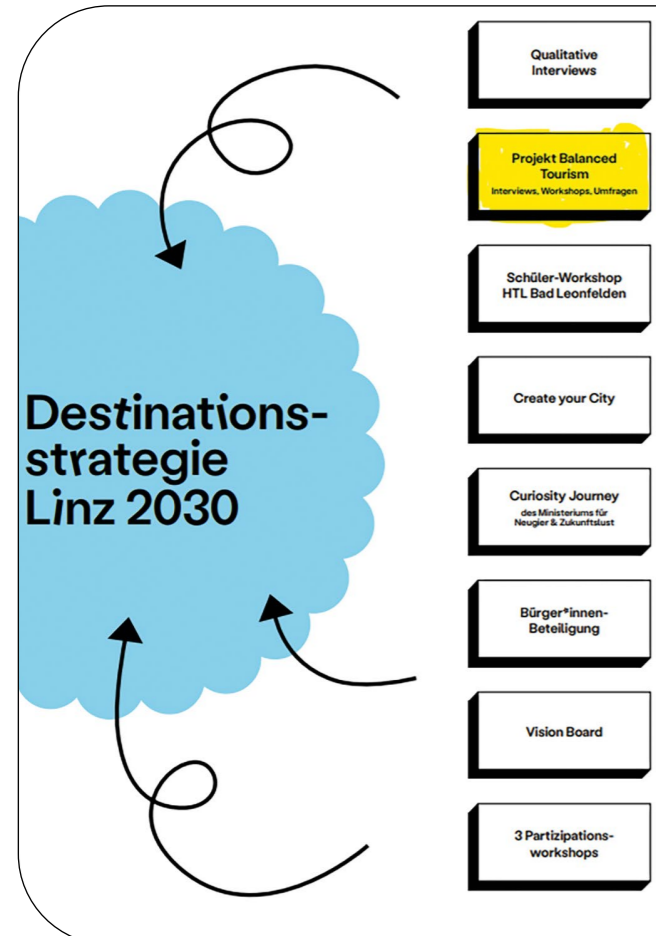 Destinations-
strategie
Linz 2030
Qualitative
Interviews
Projekt Balanced
Tourism
Interviews, Workshops, Umfragen
Schüler-Workshop
HTL Bad Leonfelden
Create your City
Curiosity Journey
des Ministeriums für
Neugier & Zukunftslust
Bürger*innen-
Beteiligung
Vision Board
3 Partizipations-
workshops